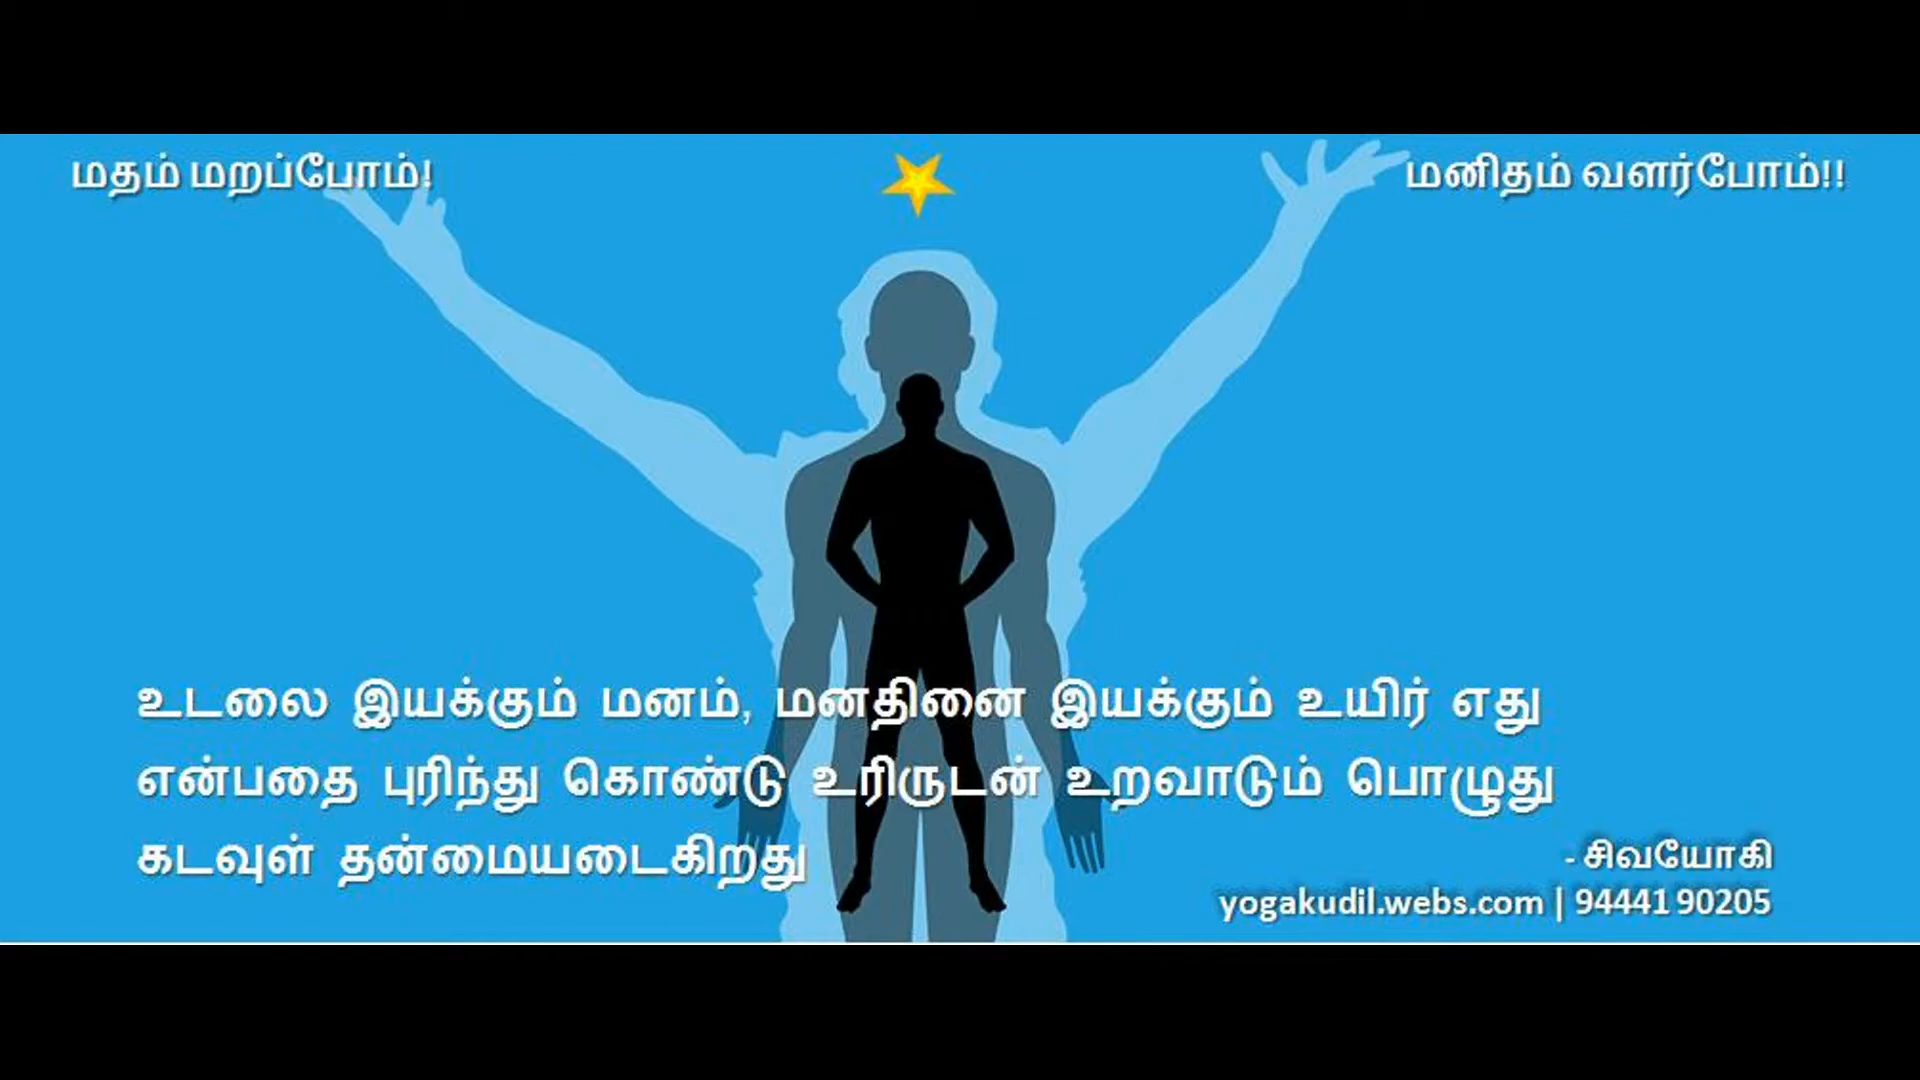 மதம் மறப்போம்!
மனிதம் வளர்போம்!!
உடலை இயக்கும் மனம், மனதினை இயக்கும் உயிர் எது
என்பதை புரிந்து கொண்டு உரிருடன் உறவாடும் பொழுது
கடவுள் தன்மையடைகிறது
- சிவயோகி
yogakudil.webs.com | 94441 90205